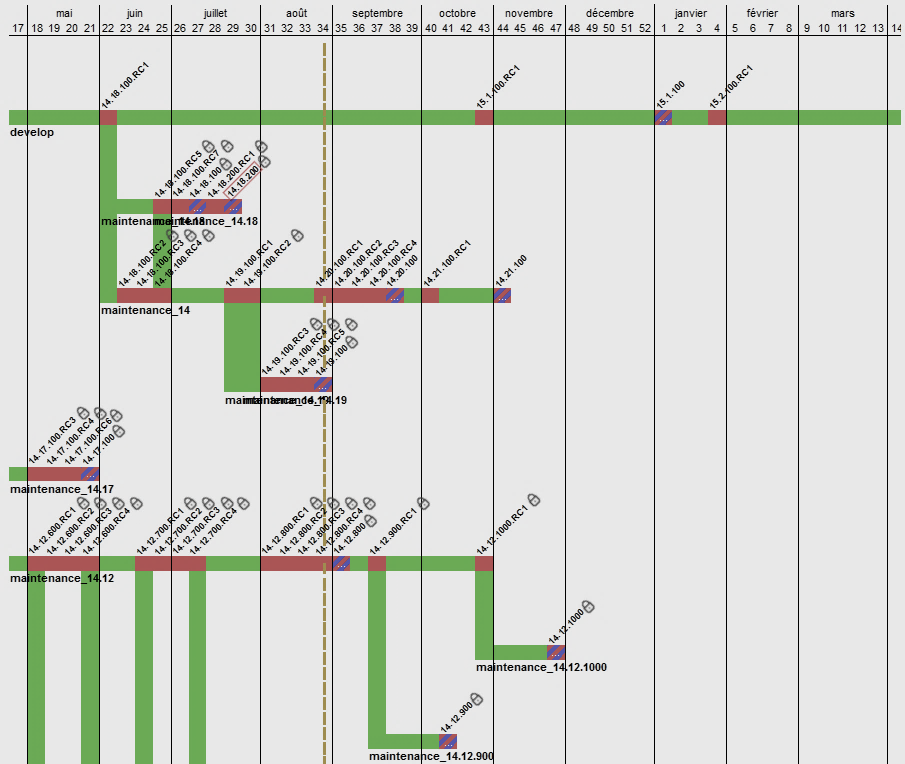 mai juin juillet août septembre octobre novembre décembre janvier février mars
17 18 19 20 21 22 23 24 25 26 27 28 29 30 31 32 33 34 35 36 37 38 39 40 41 42 43 44 45 46 47 48 49 50 51 52 1 2 3 4 5 6 7 8 9 10 11 12 13 14
14.18.100.RC1
15.1.100.RC1
15.1.100
15.2.100.RC1
develop
14.18.100.RC5
14.18.100.RC7
14.18.100
14.18.200.RC1
14.18.200
maintenance_14.18
maintenance_14.18
14.18.100.RC2
14.18.100.RC3
14.18.100.RC4
14.19.100.RC1
14.19.100.RC2
14.20.100.RC1
14.20.100.RC2
14.20.100.RC3
14.20.100.RC4
14.20.100
14.21.100.RC1
14.21.100
maintenance_14
14.19.100.RC3
14.19.100.RC4
14.19.100.RC5
14.19.100
maintenance_14.19
maintenance_14.19
14.17.100.RC3
14.17.100.RC4
14.17.100.RC6
14.17.100
maintenance_14.17
14.12.600.RC1
14.12.600.RC2
14.12.600.RC3
14.12.600.RC4
14.12.700.RC1
14.12.700.RC2
14.12.700.RC3
14.12.700.RC4
14.12.800.RC1
14.12.800.RC2
14.12.800.RC3
14.12.800.RC4
14.12.800
14.12.900.RC1
14.12.1000.RC1
maintenance_14.12
14.12.1000
maintenance_14.12.1000
14.12.900
maintenance_14.12.900